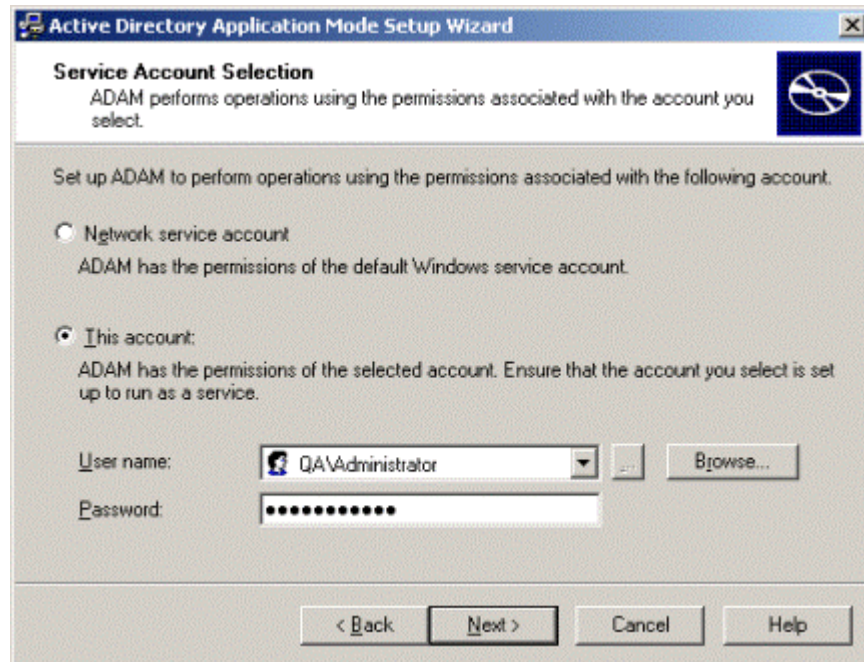 Active Directory Application Mode Setup Wizard
Service Account Selection
ADAM performs operations using the permissions associated with the account you
select.
Set up ADAM to perform operations using the permissions associated with the following account.
Network service account
ADAM has the permissions of the default Windows service account.
This account:
ADAM has the permissions of the selected account. Ensure that the account you select is set
up to run as a service.
User name: QA\Administrator ... Browse...
Password: •••••••••••
< Back Next > Cancel Help